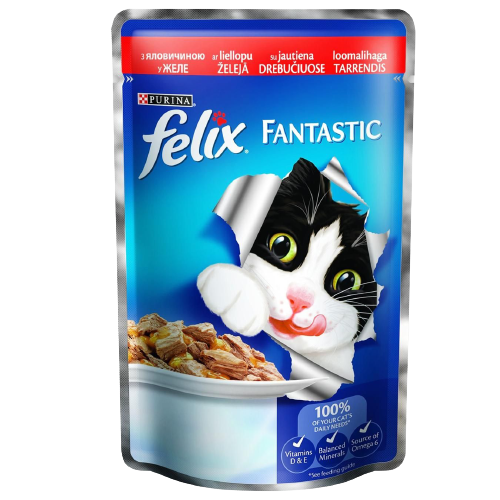 з ЯЛОВИЧИНОЮ ar liellopu su jautiena loomalihaga
у ЖЕЛЕ ŽELEJĀ DREBUČIUOSE TARRENDIS
PURINA
felix FANTASTIC
100%
OF YOUR CAT'S
DAILY NEEDS*
Vitamins
D & E
Balanced
Minerals
Source of
Omega 6
*See feeding guide